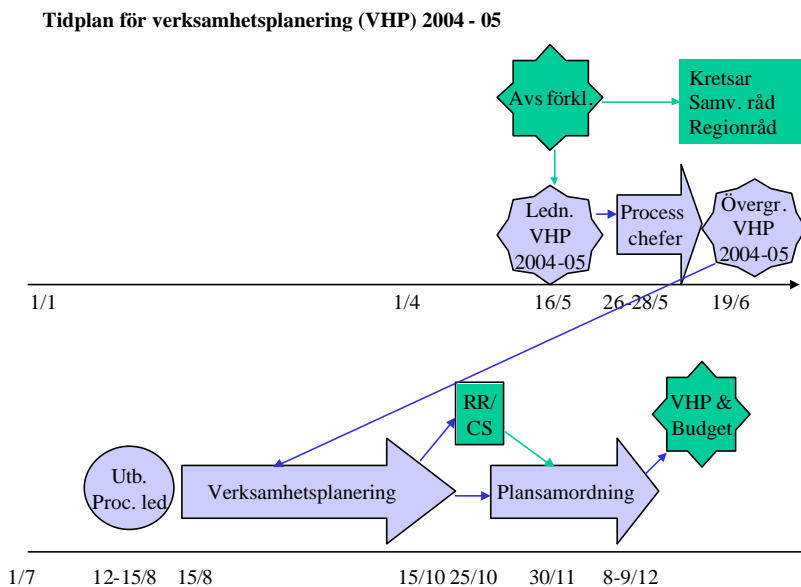 Tidplan för verksamhetsplanering (VHP) 2004 - 05
Avs förkl.
Kretsar
Samv. råd
Regionråd
Ledn.
VHP
2004-05
Process
chefer
Övergr.
VHP
2004-05
1/1
1/4
16/5
26-28/5
19/6
RR/
CS
VHP &
Budget
Utb.
Proc. led
Verksamhetsplanering
Plansamordning
1/7
12-15/8
15/8
15/10
25/10
30/11
8-9/12